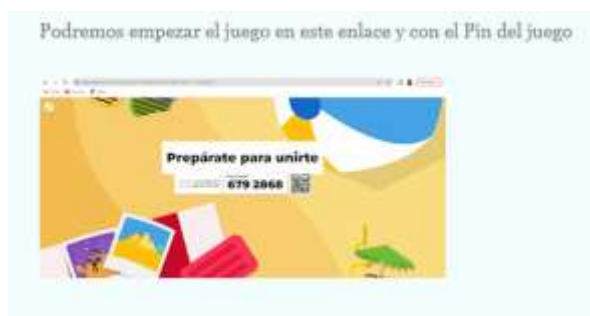 Podremos empezar el juego en este enlace y con el Pin del juego
Prepárate para unirte
679 2868